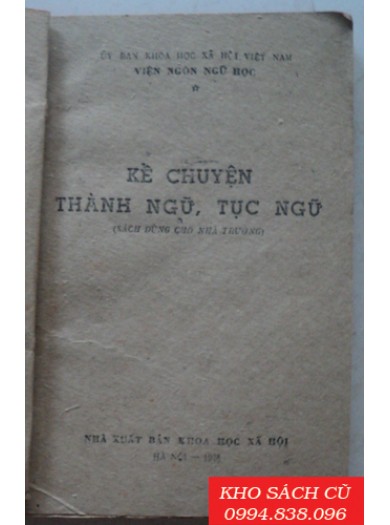 ỦY BAN KHOA HỌC XÃ HỘI VIỆT NAM
VIỆN NGÔN NGỮ HỌC
KỂ CHUYỆN
THÀNH NGỮ, TỤC NGỮ
(SÁCH DÙNG CHO NHÀ TRƯỜNG)
NHÀ XUẤT BẢN KHOA HỌC XÃ HỘI
HÀ NỘI —
KHO SÁCH CŨ
0994.838.096